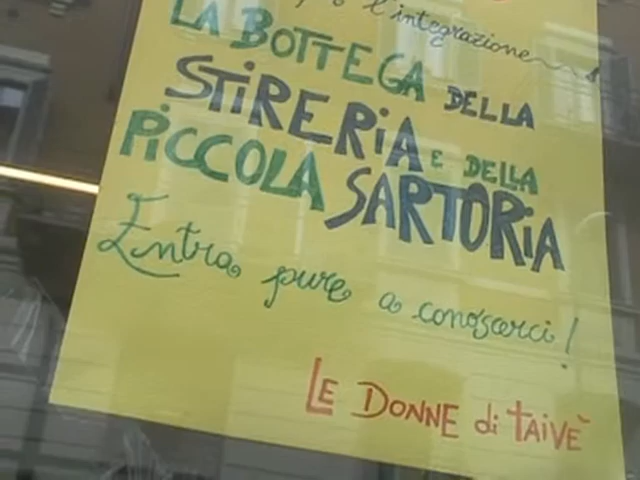 l'integrazione
LA BOTTEGA DELLA
STIRERIA E DELLA
PICCOLA SARTORIA
Entra pure a conoscerci!
LE DONNE di TAIVÈ